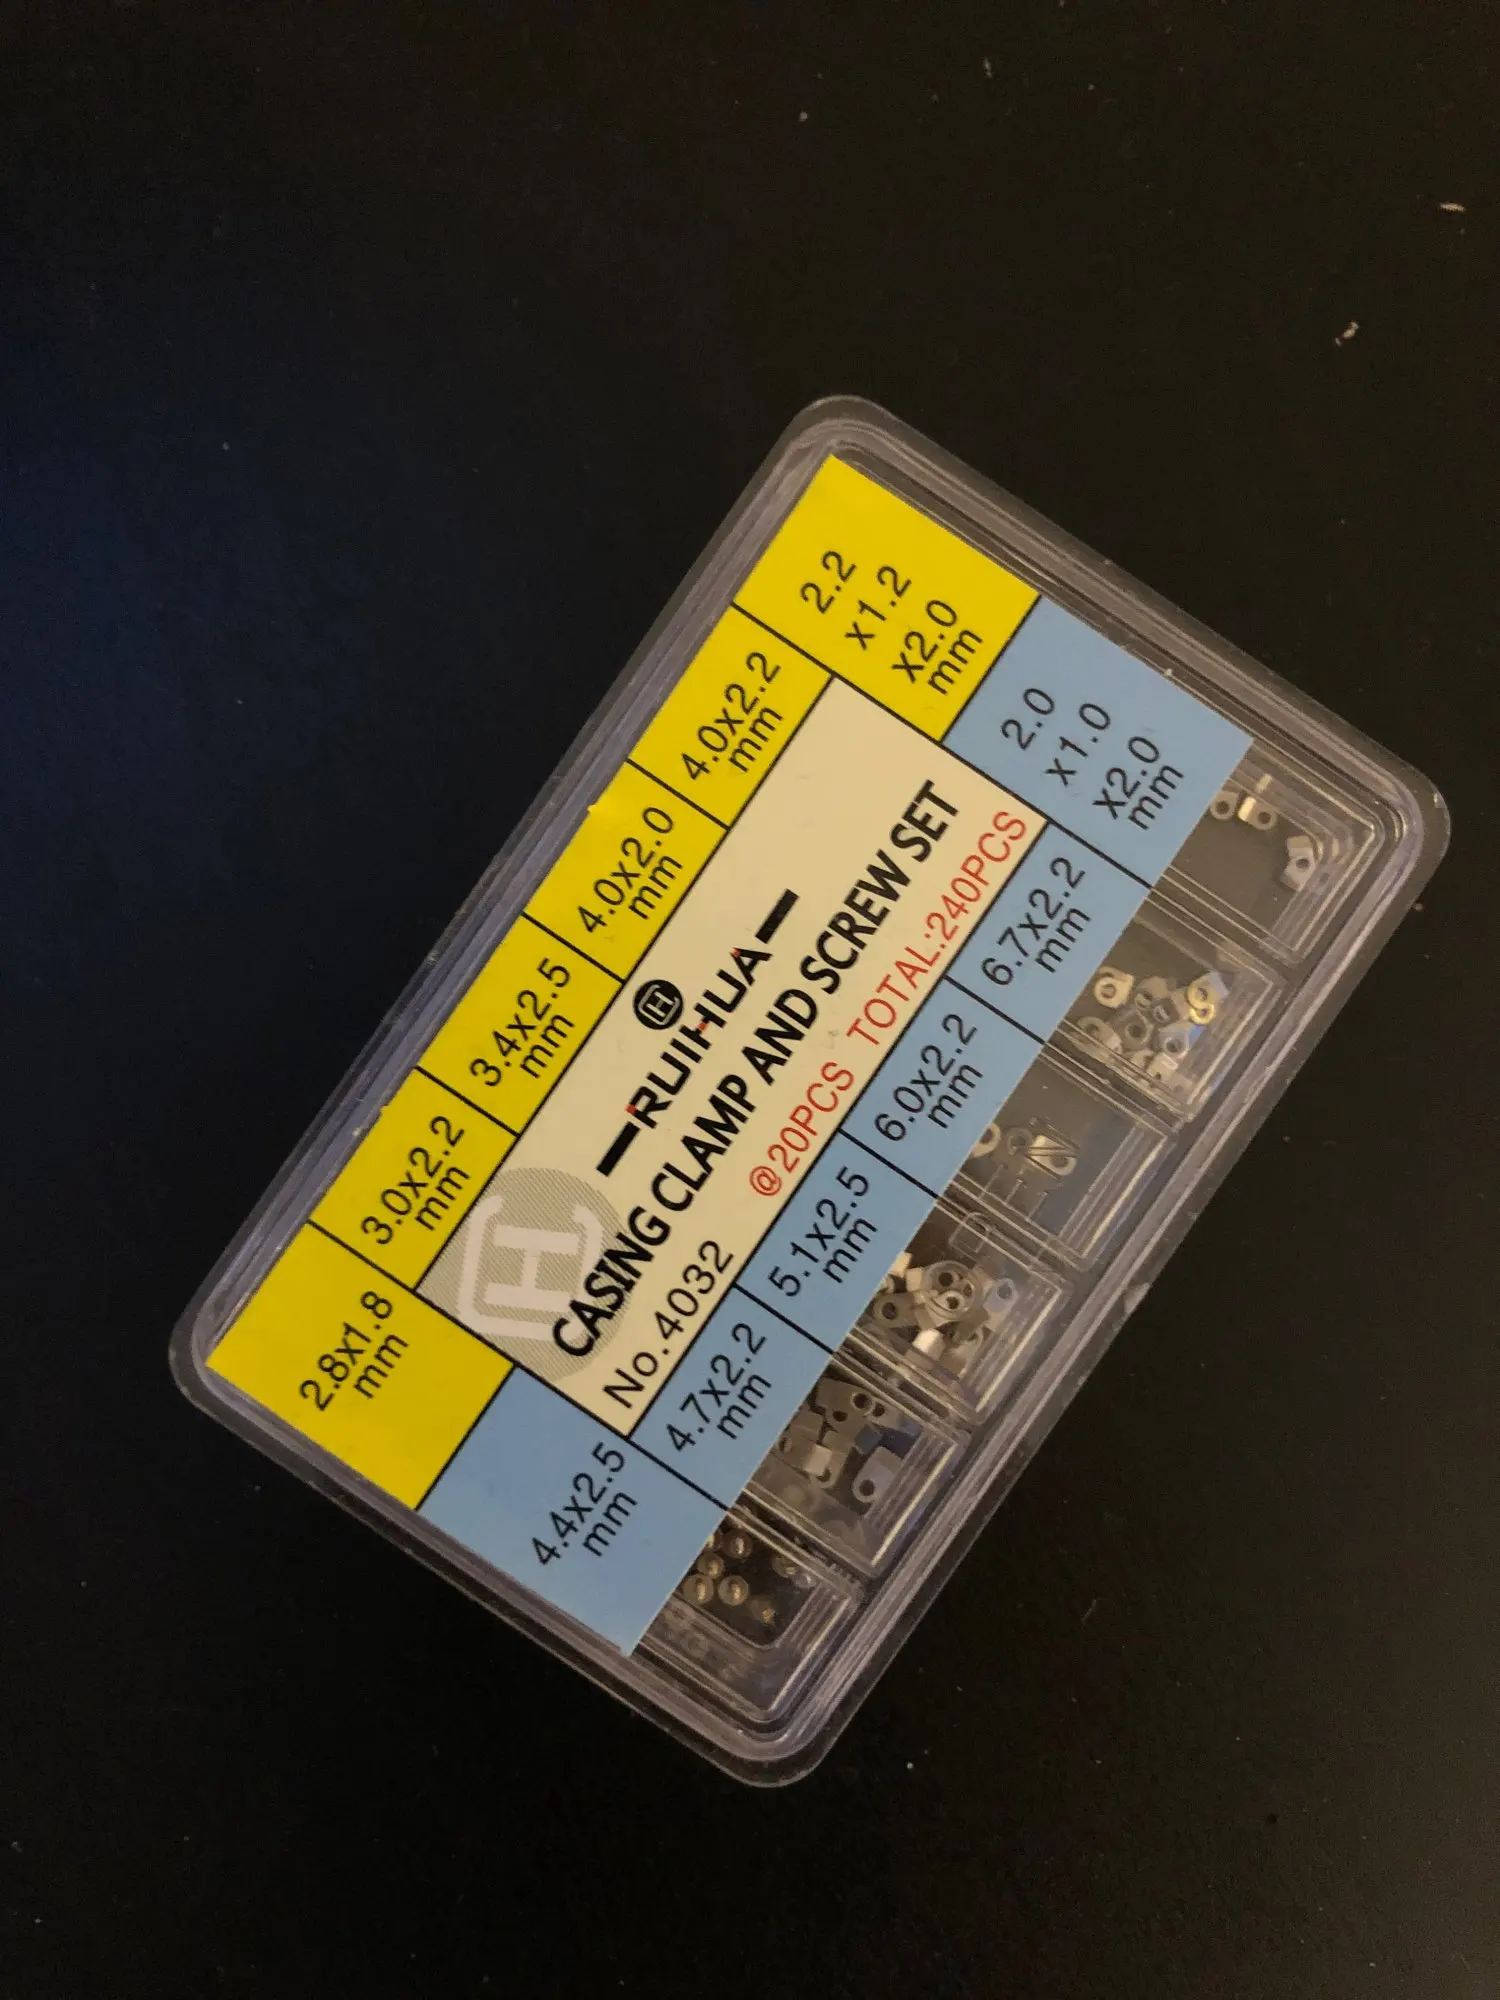 2.8x1.8
mm
3.0x2.2
mm
3.4x2.5
mm
4.0x2.0
mm
4.0x2.2
mm
2.2
x1.2
x2.0
mm
RUIHUA
CASING CLAMP AND SCREW SET
@20PCS TOTAL:240PCS
No.4032
4.4x2.5
mm
4.7x2.2
mm
5.1x2.5
mm
6.0x2.2
mm
6.7x2.2
mm
2.0
x1.0
x2.0
mm